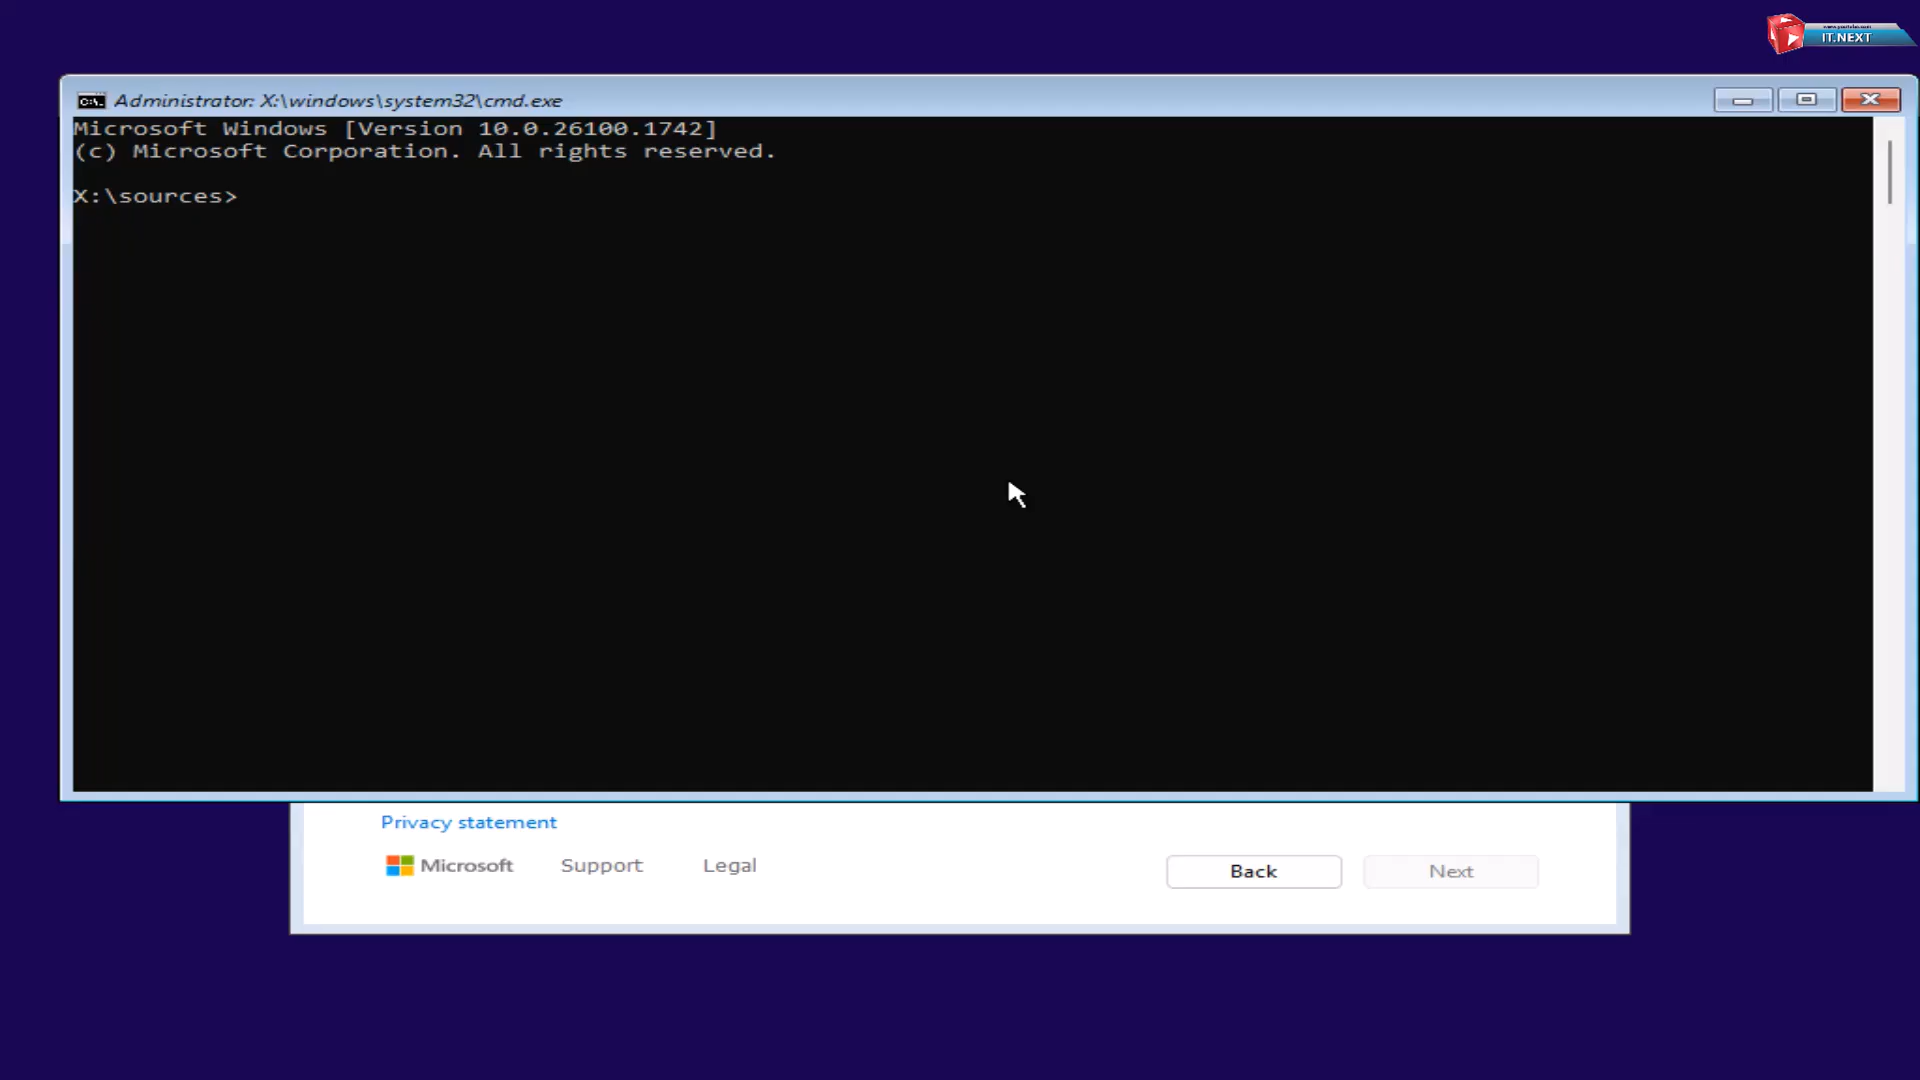 IT.NEXT
Administrator: X:\windows\system32\cmd.exe
Microsoft Windows [Version 10.0.26100.1742]
(c) Microsoft Corporation. All rights reserved.
X:\sources>
Privacy statement
Microsoft Support Legal Back Next